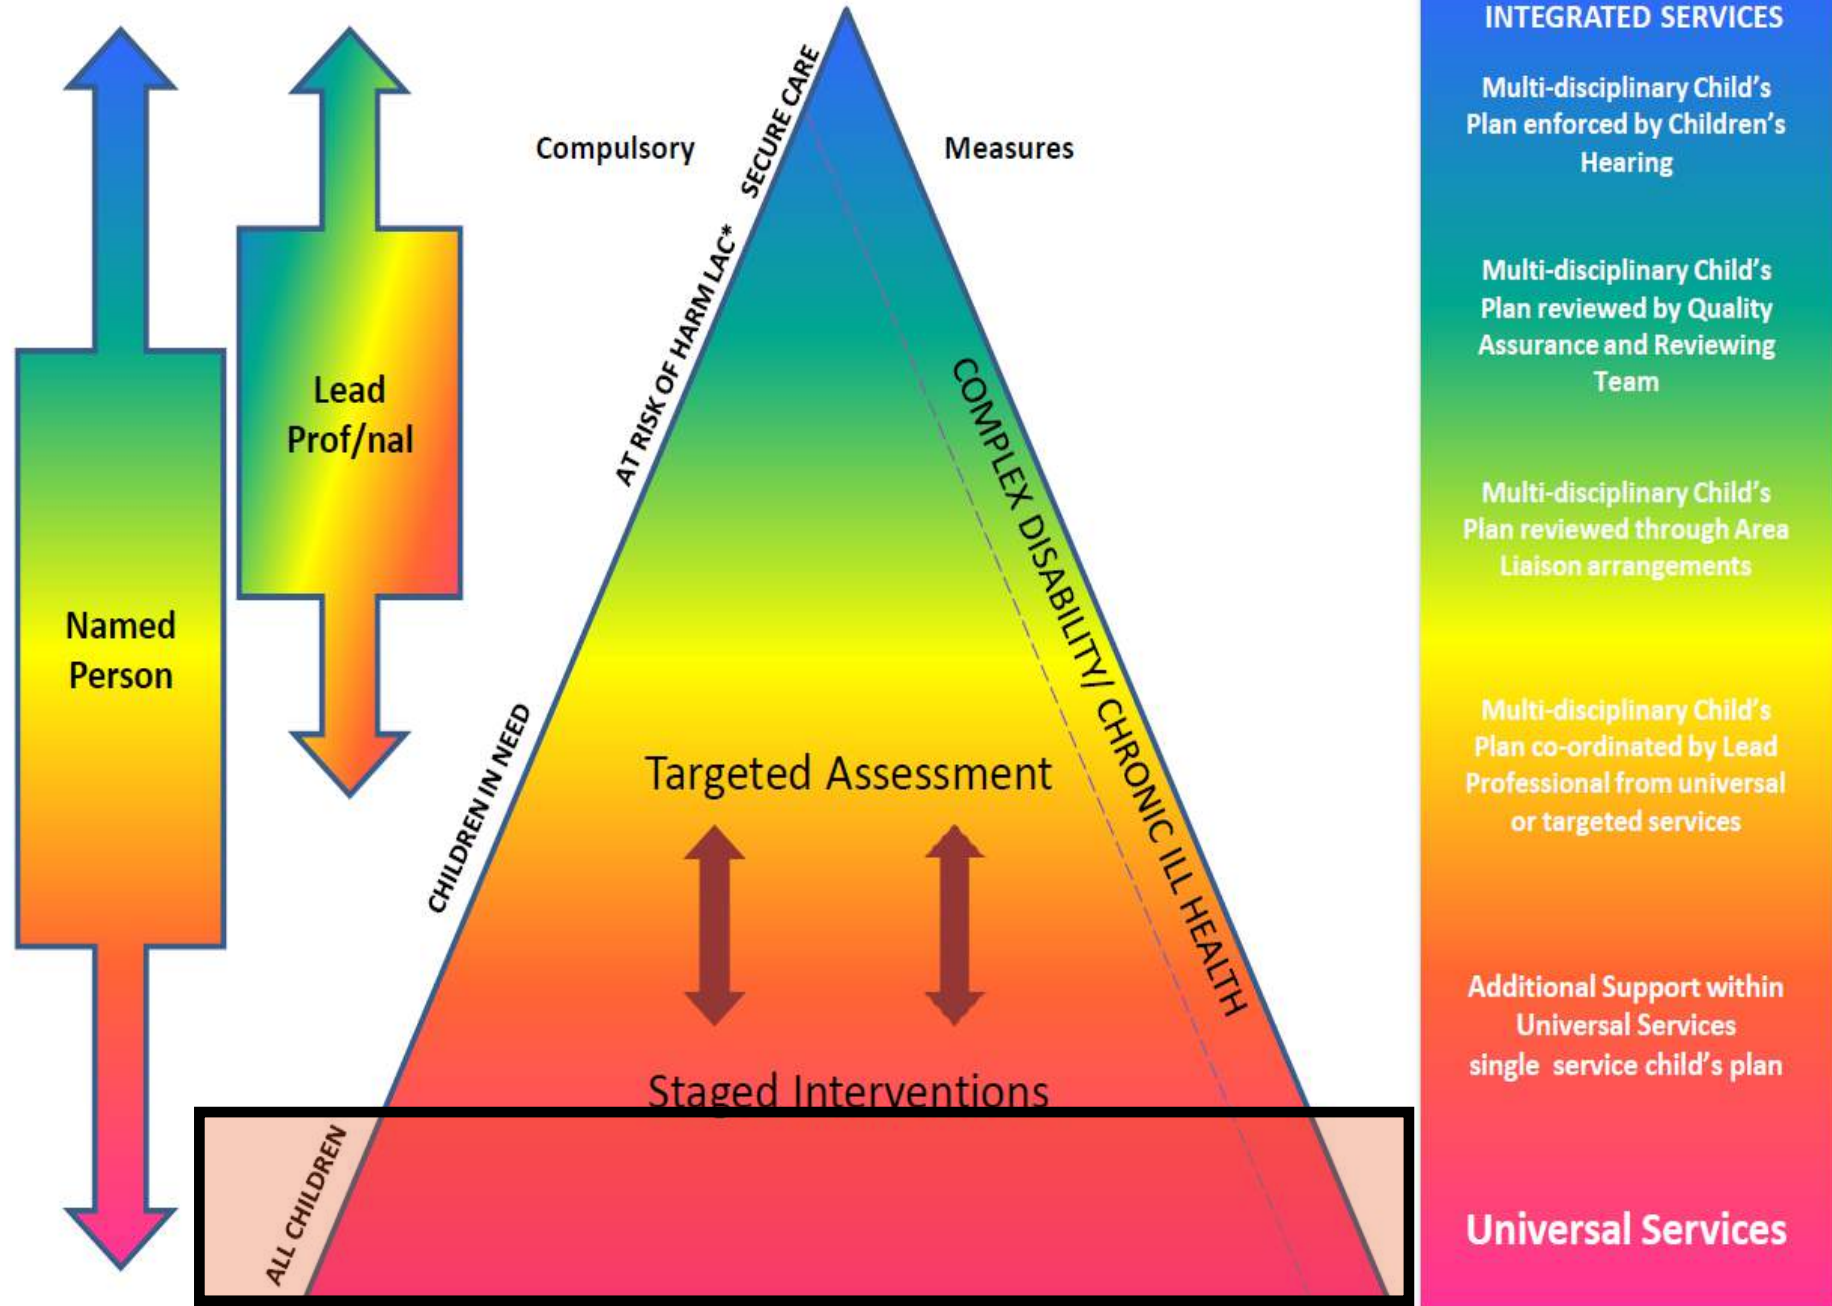 INTEGRATED SERVICES
Multi-disciplinary Child's
Plan enforced by Children's
Hearing
Multi-disciplinary Child's
Plan reviewed by Quality
Assurance and Reviewing
Team
Multi-disciplinary Child's
Plan reviewed through Area
Liaison arrangements
Multi-disciplinary Child's
Plan co-ordinated by Lead
Professional from universal
or targeted services
Additional Support within
Universal Services
single service child's plan
Universal Services
Compulsory
Measures
SECURE CARE
AT RISK OF HARM LAC*
CHILDREN IN NEED
ALL CHILDREN
COMPLEX DISABILITY/ CHRONIC ILL HEALTH
Lead
Prof/nal
Named
Person
Targeted Assessment
Staged Interventions